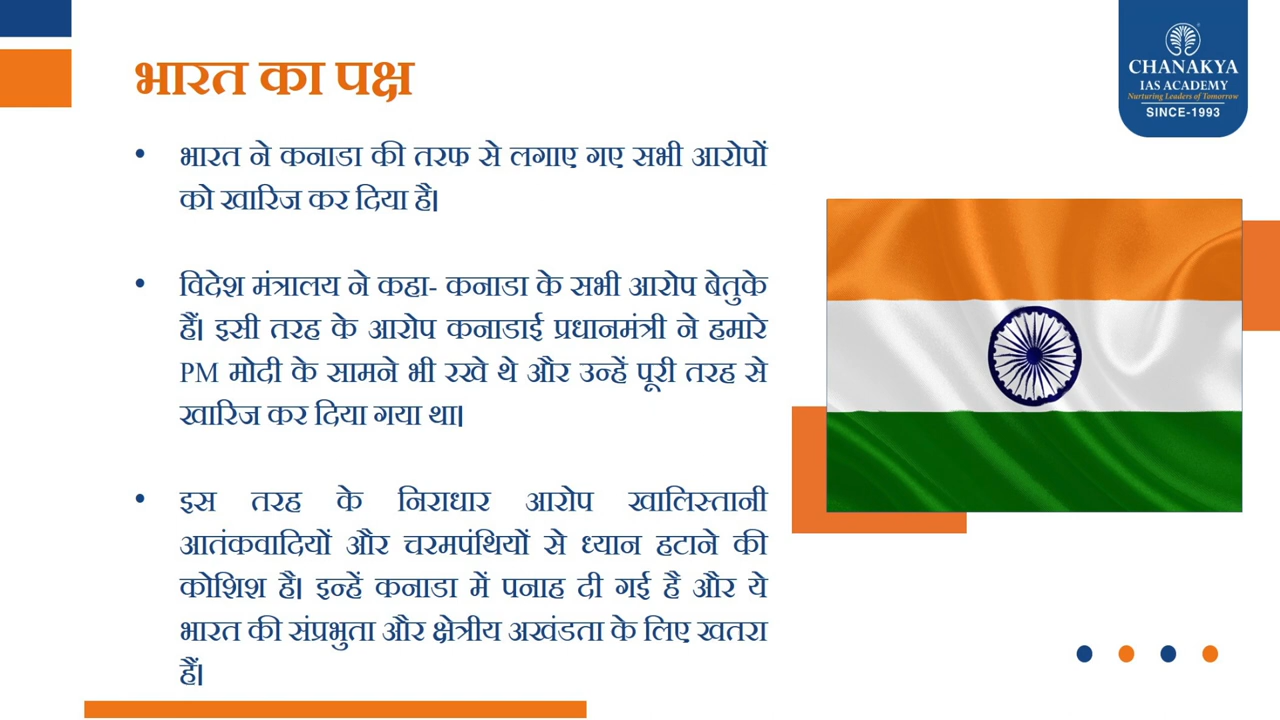 भारत का पक्ष
CHANAKYA
IAS ACADEMY
Nurturing Leaders of Tomorrow
SINCE-1993
• भारत ने कनाडा की तरफ से लगाए गए सभी आरोपों
को खारिज कर दिया है।
• विदेश मंत्रालय ने कहा- कनाडा के सभी आरोप बेतुके
हैं। इसी तरह के आरोप कनाडाई प्रधानमंत्री ने हमारे
PM मोदी के सामने भी रखे थे और उन्हें पूरी तरह से
खारिज कर दिया गया था।
• इस तरह के निराधार आरोप खालिस्तानी
आतंकवादियों और चरमपंथियों से ध्यान हटाने की
कोशिश है। इन्हें कनाडा में पनाह दी गई है और ये
भारत की संप्रभुता और क्षेत्रीय अखंडता के लिए खतरा
हैं।